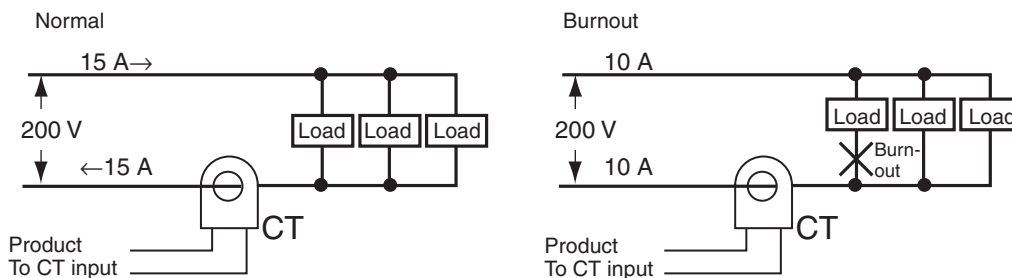 Normal
15 A→
200 V
Load Load Load
←15 A
CT
Product
To CT input
Burnout
10 A
200 V
Load Load Load
Burn-
out
10 A
CT
Product
To CT input